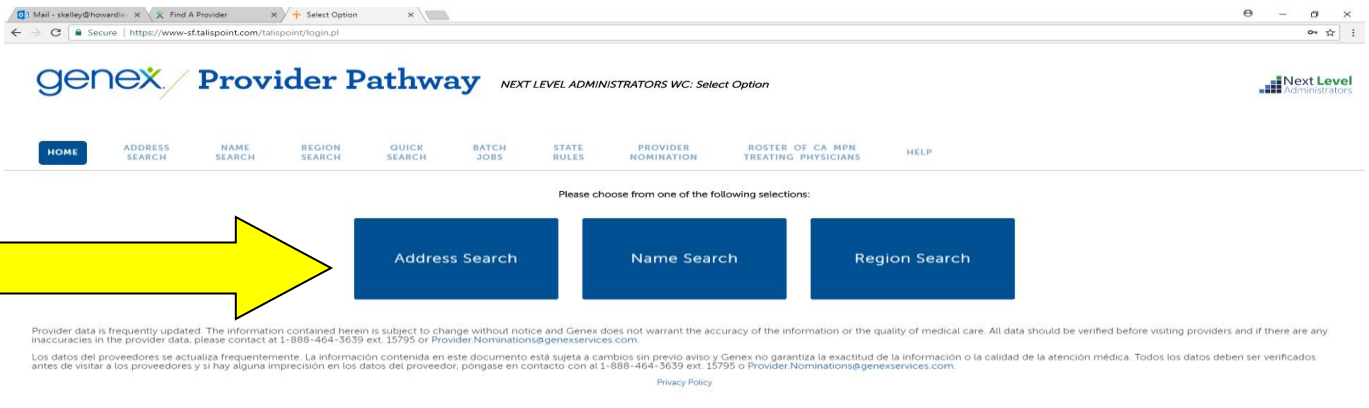 Mail - skelley@howardle
Find A Provider
Select Option
Secure | https://www-sf.talispoint.com/talispoint/login.pl
genex. Provider Pathway NEXT LEVEL ADMINISTRATORS WC: Select Option
Next Level
Administrators
HOME
ADDRESS SEARCH
NAME SEARCH
REGION SEARCH
QUICK SEARCH
BATCH JOBS
STATE RULES
PROVIDER NOMINATION
ROSTER OF CA MPN TREATING PHYSICIANS
HELP
Please choose from one of the following selections:
Address Search
Name Search
Region Search
Provider data is frequently updated. The information contained herein is subject to change without notice and Genex does not warrant the accuracy of the information or the quality of medical care. All data should be verified before visiting providers and if there are any
inaccuracies in the provider data, please contact at 1-888-464-3639 ext. 15795 or Provider.Nominations@genexservices.com.
Los datos del proveedores se actualiza frequentemente. La información contenida en este documento está sujeta a cambios sin previo aviso y Genex no garantiza la exactitud de la información o la calidad de la atención médica. Todos los datos deben ser verificados
antes de visitar a los proveedores y si hay alguna imprecisión en los datos del proveedor, póngase en contacto con al 1-888-464-3639 ext. 15795 o Provider.Nominations@genexservices.com.
Privacy Policy